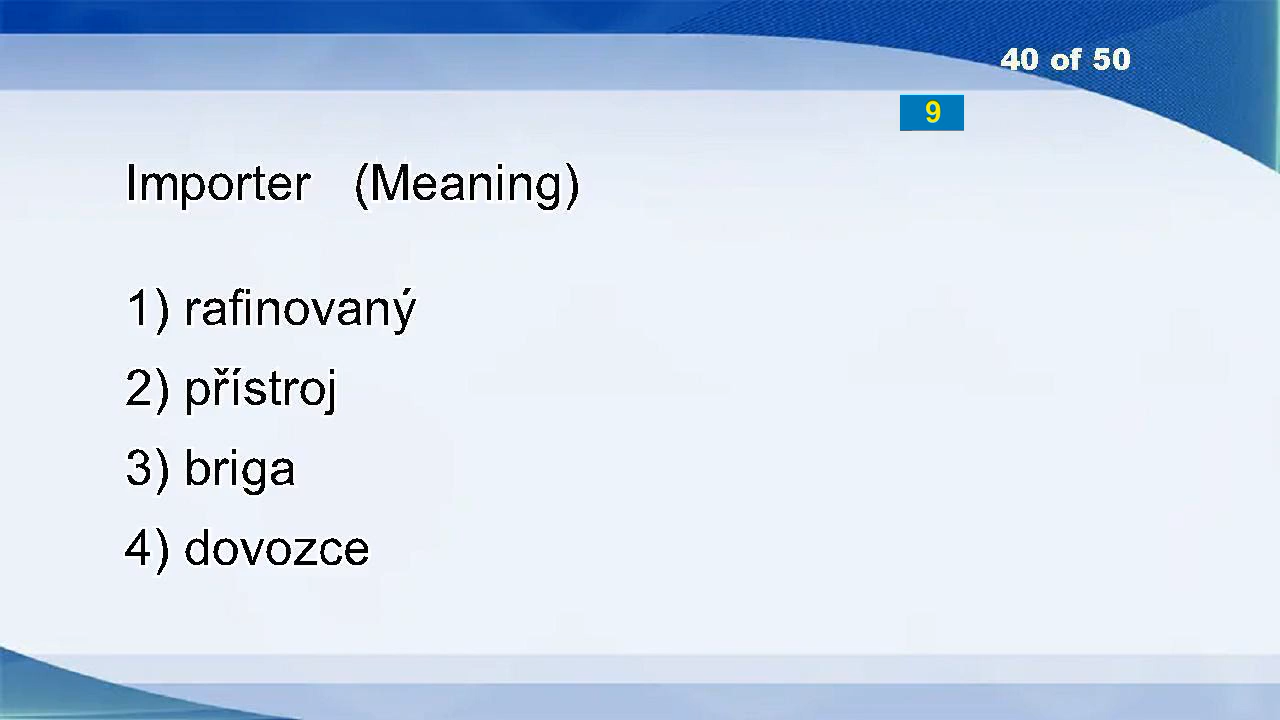 40 of 50
9
Importer (Meaning)
1) rafinovaný
2) přístroj
3) briga
4) dovozce